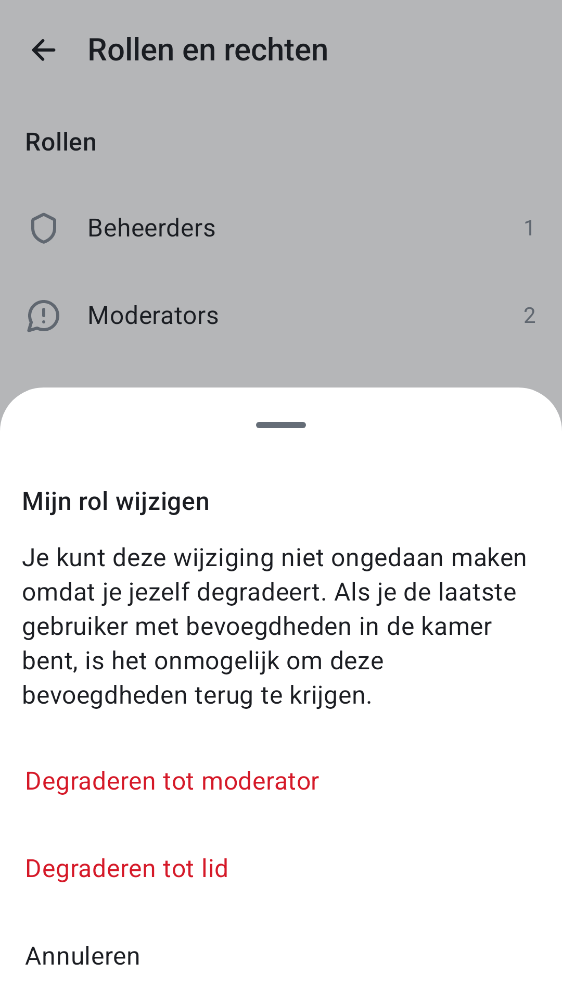 Rollen en rechten
Rollen
Beheerders 1
Moderators 2
Mijn rol wijzigen
Je kunt deze wijziging niet ongedaan maken
omdat je jezelf degradeert. Als je de laatste
gebruiker met bevoegdheden in de kamer
bent, is het onmogelijk om deze
bevoegdheden terug te krijgen.
Degraderen tot moderator
Degraderen tot lid
Annuleren